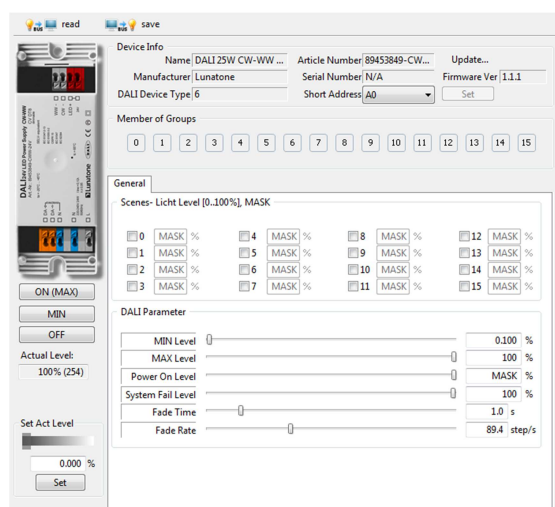 read save
Device Info
Name DALI 25W CW-WW ... Article Number 89453849-CW... Update...
Manufacturer Lunatone Serial Number N/A Firmware Ver 1.1.1
DALI Device Type 6 Short Address A0 Set
Member of Groups
0 1 2 3 4 5 6 7 8 9 10 11 12 13 14 15
General
Scenes- Licht Level [0..100%], MASK
0 MASK % 4 MASK % 8 MASK % 12 MASK %
1 MASK % 5 MASK % 9 MASK % 13 MASK %
2 MASK % 6 MASK % 10 MASK % 14 MASK %
3 MASK % 7 MASK % 11 MASK % 15 MASK %
DALI Parameter
MIN Level 0.100 %
MAX Level 100 %
Power On Level MASK %
System Fail Level 100 %
Fade Time 1.0 s
Fade Rate 89.4 step/s
ON (MAX)
MIN
OFF
Actual Level:
100% (254)
Set Act Level
0.000 %
Set
BUS
BUS
Lunatone